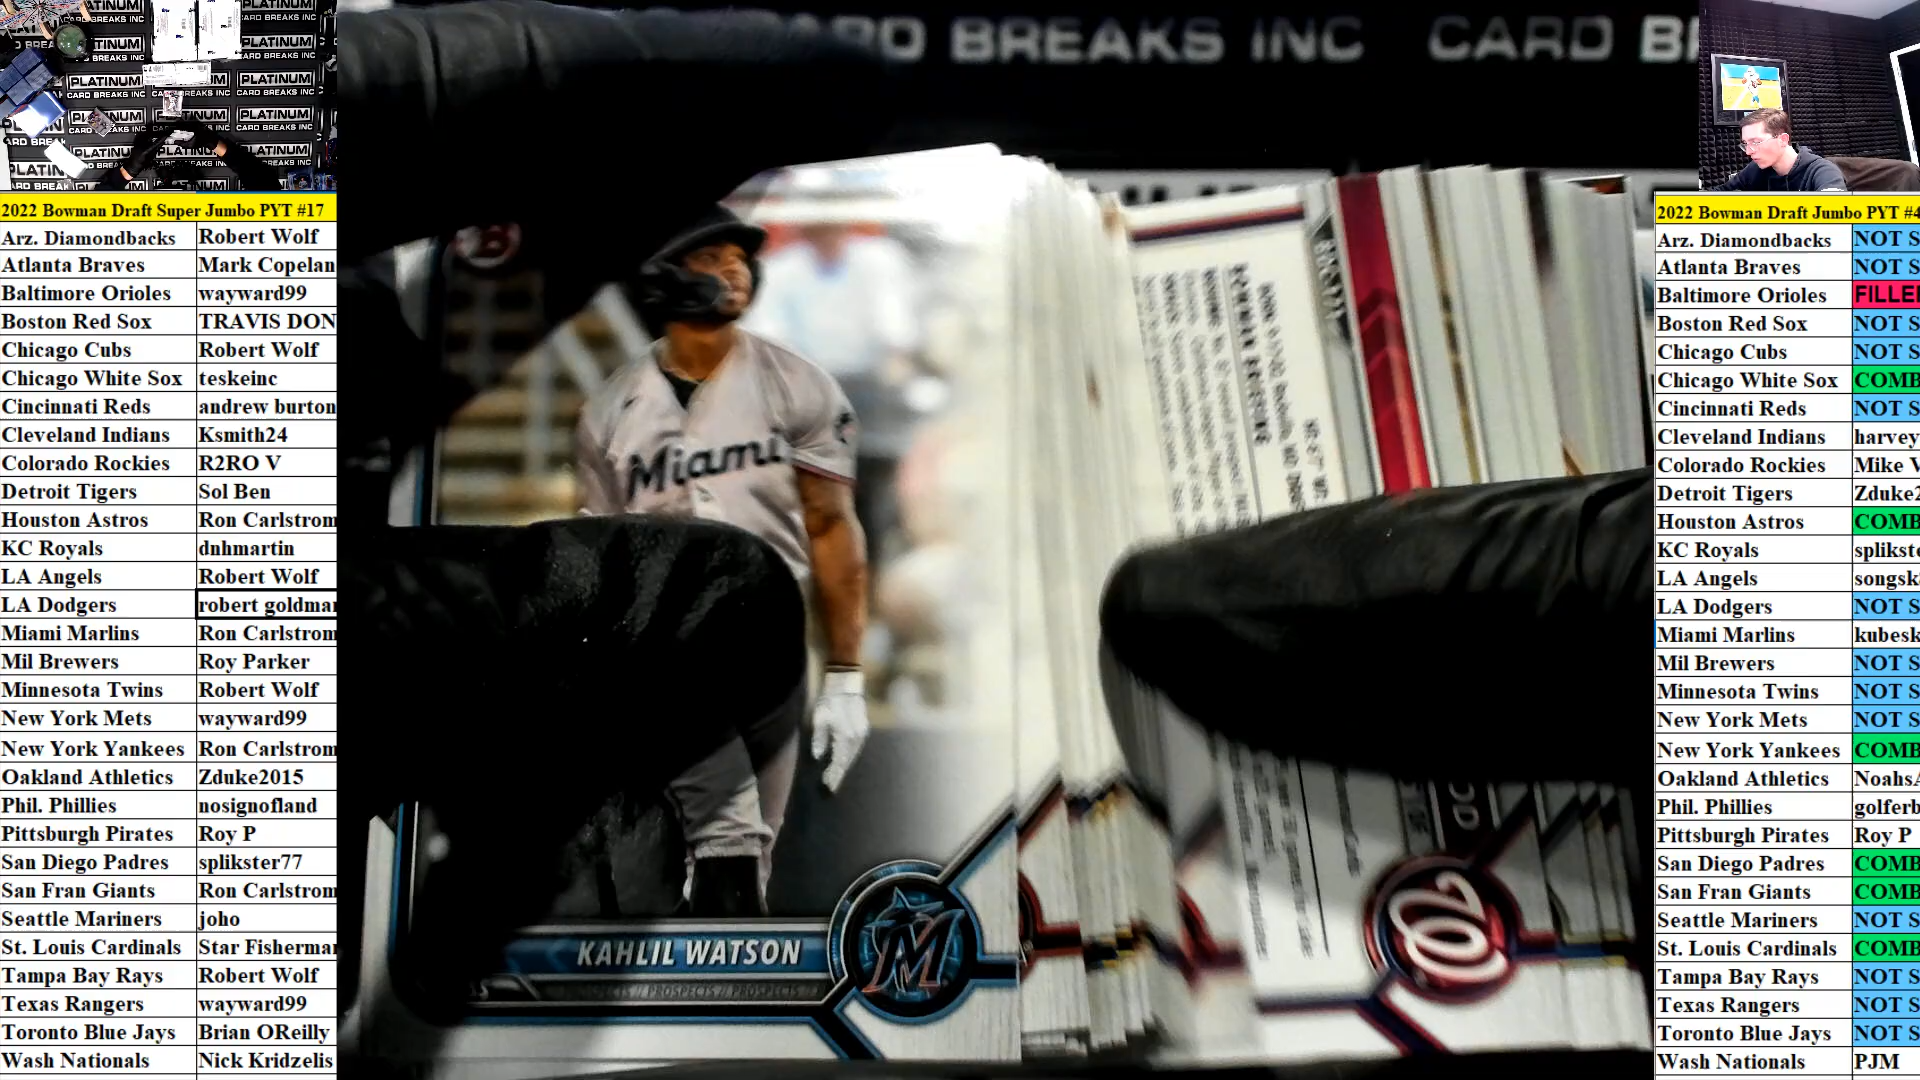 CARD BREAKS INC
PLATINUM
CARD BREAKS INC
2022 Bowman Draft Super Jumbo PYT #17
Arz. Diamondbacks Robert Wolf
Atlanta Braves Mark Copelan
Baltimore Orioles wayward99
Boston Red Sox TRAVIS DON
Chicago Cubs Robert Wolf
Chicago White Sox teskeinc
Cincinnati Reds andrew burton
Cleveland Indians Ksmith24
Colorado Rockies R2RO V
Detroit Tigers Sol Ben
Houston Astros Ron Carlstrom
KC Royals dnhmartin
LA Angels Robert Wolf
LA Dodgers robert goldma
Miami Marlins Ron Carlstrom
Mil Brewers Roy Parker
Minnesota Twins Robert Wolf
New York Mets wayward99
New York Yankees Ron Carlstrom
Oakland Athletics Zduke2015
Phil. Phillies nosignofland
Pittsburgh Pirates Roy P
San Diego Padres splikster77
San Fran Giants Ron Carlstrom
Seattle Mariners joho
St. Louis Cardinals Star Fisherma
Tampa Bay Rays Robert Wolf
Texas Rangers wayward99
Toronto Blue Jays Brian OReilly
Wash Nationals Nick Kridzelis
Miami
KAHLIL WATSON
PROSPECTS // PROSPECTS // PROSPECTS
M
W
2022 Bowman Draft Jumbo PYT #4
Arz. Diamondbacks NOT S
Atlanta Braves NOT S
Baltimore Orioles FILLE
Boston Red Sox NOT S
Chicago Cubs NOT S
Chicago White Sox COMB
Cincinnati Reds NOT S
Cleveland Indians harvey
Colorado Rockies Mike V
Detroit Tigers Zduke2
Houston Astros COMB
KC Royals splikste
LA Angels songsk
LA Dodgers NOT S
Miami Marlins kubesk
Mil Brewers NOT S
Minnesota Twins NOT S
New York Mets NOT S
New York Yankees COMB
Oakland Athletics NoahsA
Phil. Phillies golferb
Pittsburgh Pirates Roy P
San Diego Padres COMB
San Fran Giants COMB
Seattle Mariners NOT S
St. Louis Cardinals COMB
Tampa Bay Rays NOT S
Texas Rangers NOT S
Toronto Blue Jays NOT S
Wash Nationals PJM